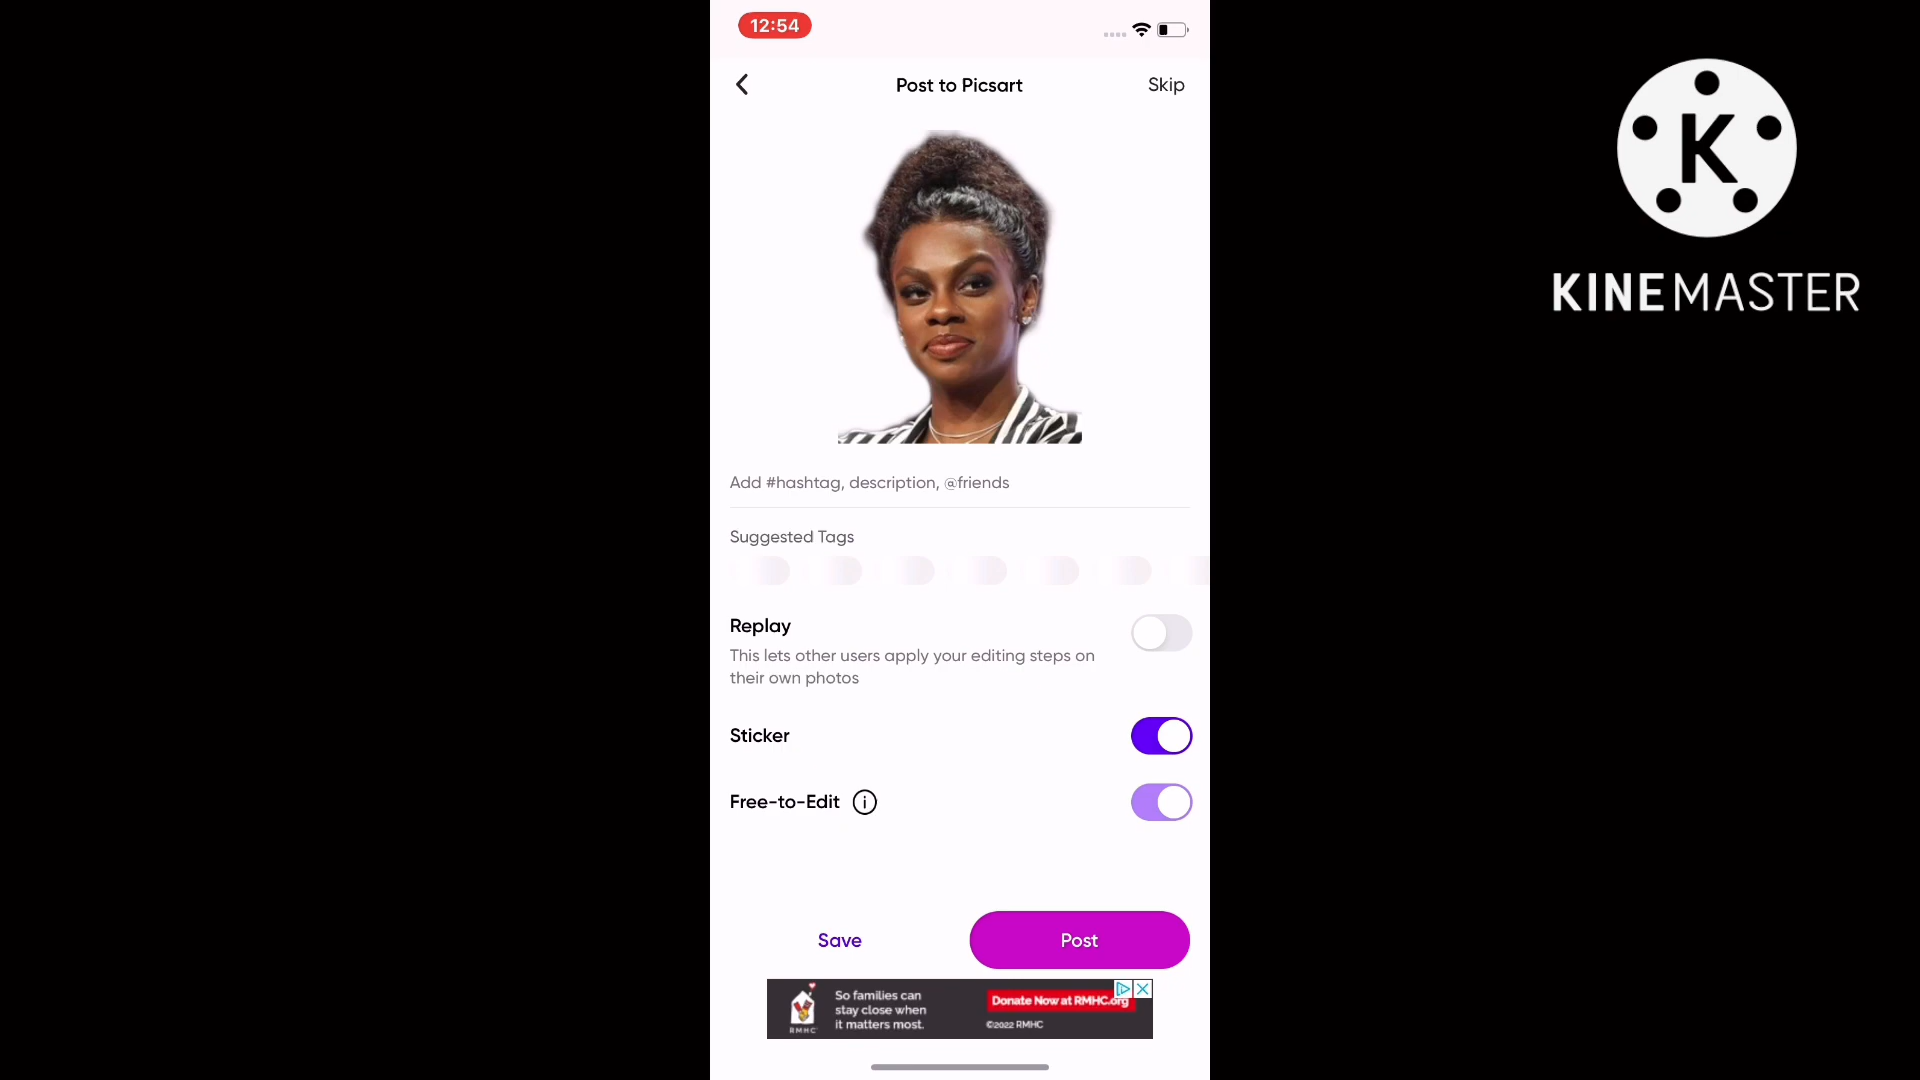 12:54
Post to Picsart
Skip
K
KINEMASTER
Add #hashtag, description, @friends
Suggested Tags
Replay
This lets other users apply your editing steps on
their own photos
Sticker
Free-to-Edit
Save
Post
So families can
stay close when
it matters most.
RMHC
Donate Now at RMHC.org
©2022 RMHC